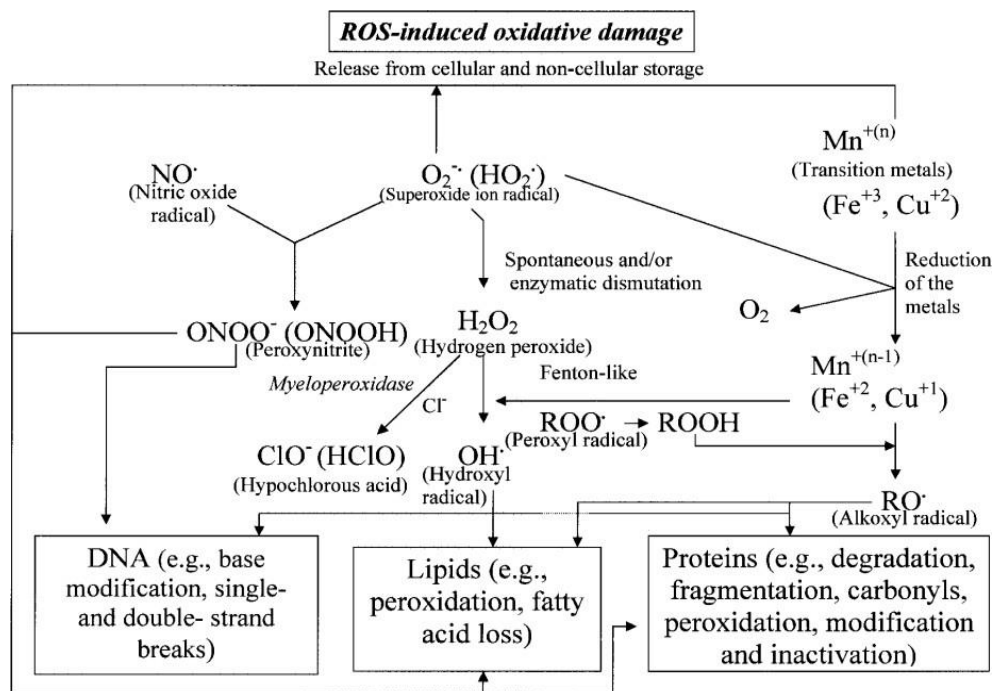 ROS-induced oxidative damage
Release from cellular and non-cellular storage
Mn⁺⁽ⁿ⁾
(Transition metals)
(Fe⁺³, Cu⁺²)
NO·
(Nitric oxide
radical)
O₂⁻· (HO₂·)
(Superoxide ion radical)
Spontaneous and/or
enzymatic dismutation
Reduction
of the
metals
O₂
ONOO⁻ (ONOOH)
(Peroxynitrite)
H₂O₂
(Hydrogen peroxide)
Mn⁺⁽ⁿ⁻¹⁾
(Fe⁺², Cu⁺¹)
Myeloperoxidase
Cl⁻
Fenton-like
ROO·
(Peroxyl radical)
ROOH
ClO⁻ (HClO)
(Hypochlorous acid)
OH·
(Hydroxyl
radical)
RO·
(Alkoxyl radical)
DNA (e.g., base
modification, single-
and double- strand
breaks)
Lipids (e.g.,
peroxidation, fatty
acid loss)
Proteins (e.g., degradation,
fragmentation, carbonyls,
peroxidation, modification
and inactivation)